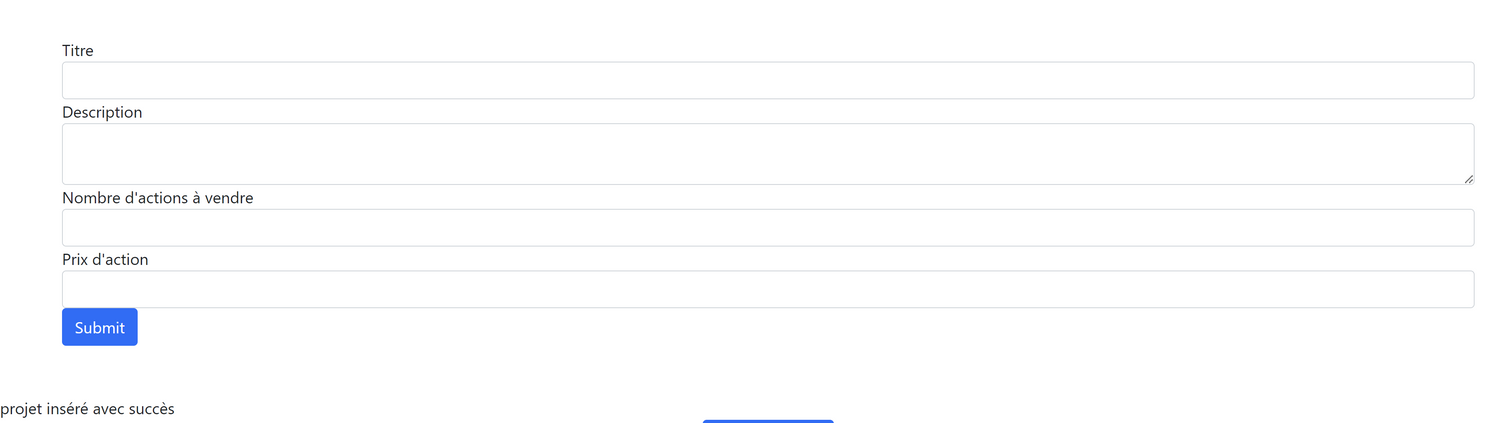 Titre
Description
Nombre d'actions à vendre
Prix d'action
Submit
projet inséré avec succès